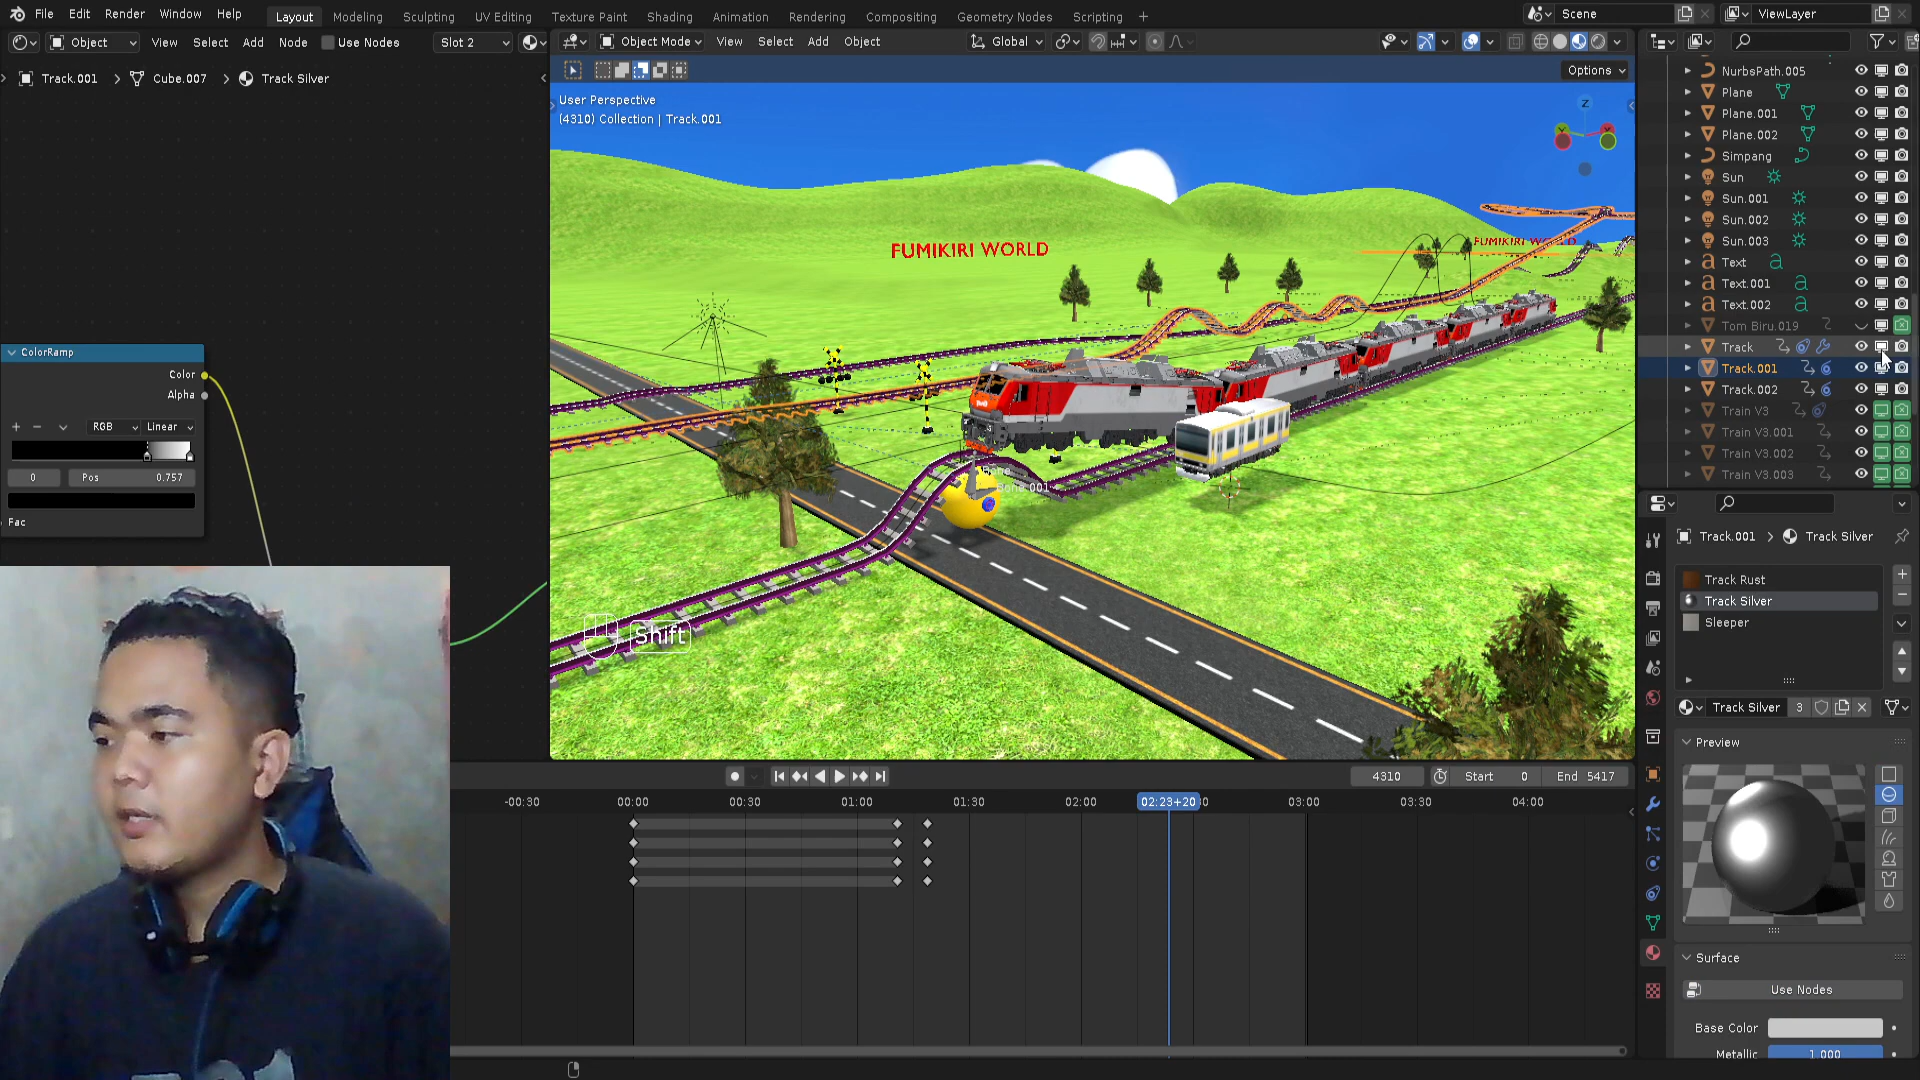 File Edit Render Window Help
Layout Modeling Sculpting UV Editing Texture Paint Shading Animation Rendering Compositing Geometry Nodes Scripting +
Scene
ViewLayer
Object View Select Add Node Use Nodes Slot 2
Object Mode View Select Add Object Global
Options
Track.001 > Cube.007 > Track Silver
User Perspective
(4310) Collection | Track.001
FUMIKIRI WORLD
Bone
Bone.001
Shift
ColorRamp
Color
Alpha
RGB Linear
0 Pos 0.757
Fac
NurbsPath.005
Plane
Plane.001
Plane.002
Simpang
Sun
Sun.001
Sun.002
Sun.003
Text
Text.001
Text.002
Tom Biru.019
Track
Track.001
Track.002
Train V3
Train V3.001
Train V3.002
Train V3.003
Track.001 > Track Silver
Track Rust
Track Silver
Sleeper
Track Silver 3
Preview
Surface
Use Nodes
Base Color
Metallic 1.000
4310 Start 0 End 5417
-00:30 00:00 00:30 01:00 01:30 02:00 02:23+20 03:00 03:30 04:00